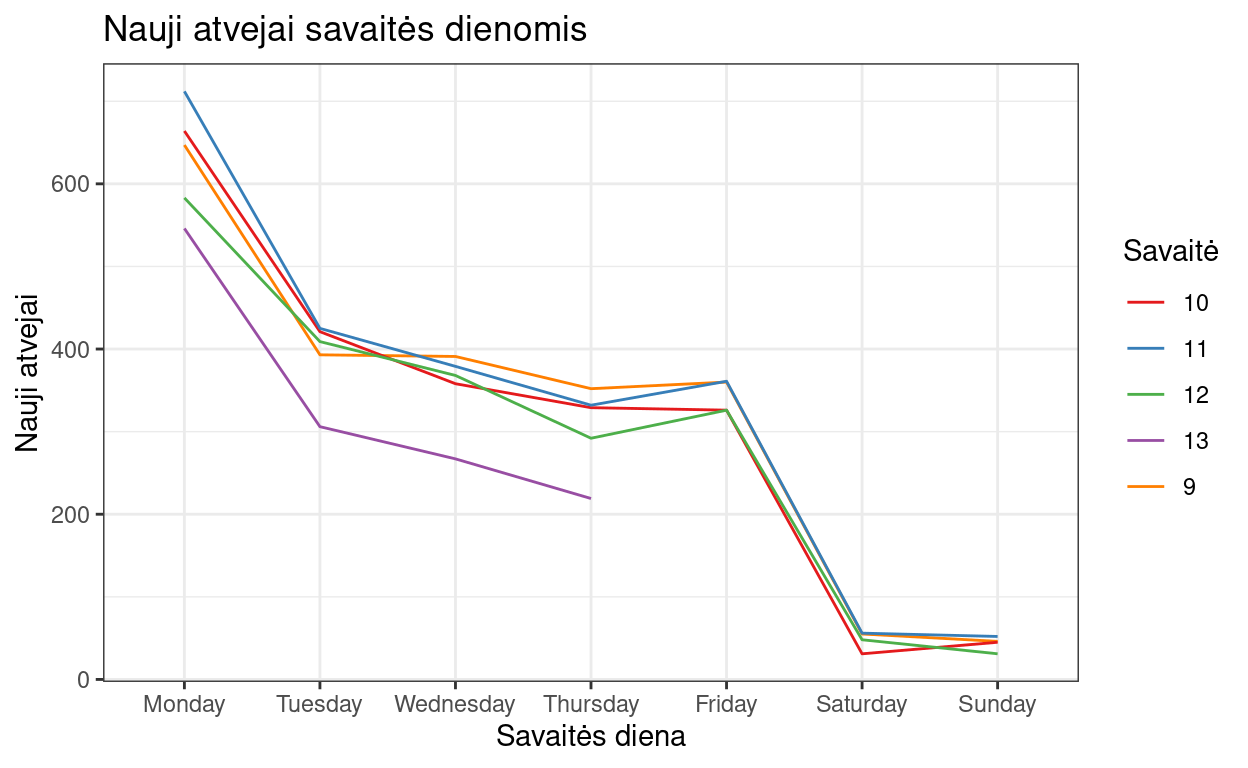 Nauji atvejai savaitės dienomis
Nauji atvejai
600
400
200
0
Monday Tuesday Wednesday Thursday Friday Saturday Sunday
Savaitės diena
Savaitė
10
11
12
13
9